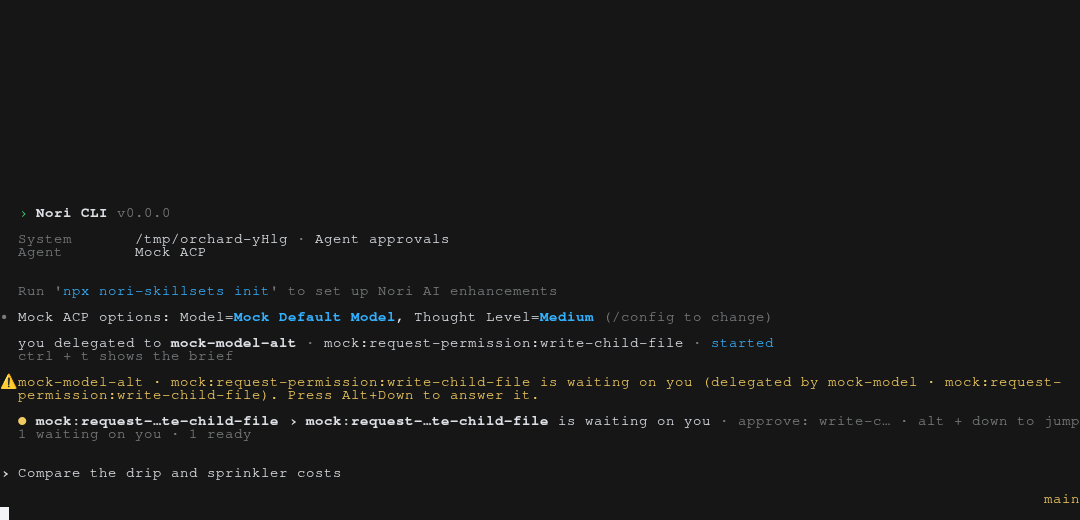 › Nori CLI v0.0.0
System /tmp/orchard-yHlg · Agent approvals
Agent Mock ACP
Run 'npx nori-skillsets init' to set up Nori AI enhancements
• Mock ACP options: Model=Mock Default Model, Thought Level=Medium (/config to change)
you delegated to mock-model-alt · mock:request-permission:write-child-file · started
ctrl + t shows the brief
⚠mock-model-alt · mock:request-permission:write-child-file is waiting on you (delegated by mock-model · mock:request-
permission:write-child-file). Press Alt+Down to answer it.
● mock:request-…te-child-file › mock:request-…te-child-file is waiting on you · approve: write-c… · alt + down to jump
1 waiting on you · 1 ready
› Compare the drip and sprinkler costs
main